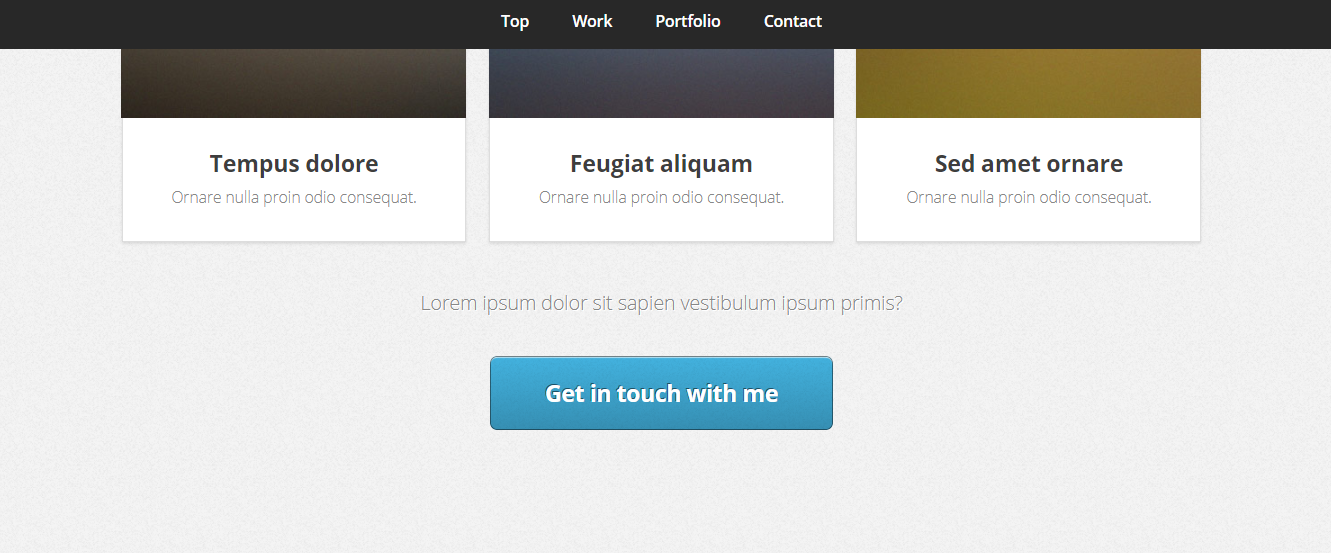 Top Work Portfolio Contact
Tempus dolore Feugiat aliquam Sed amet ornare
Ornare nulla proin odio consequat. Ornare nulla proin odio consequat. Ornare nulla proin odio consequat.
Lorem ipsum dolor sit sapien vestibulum ipsum primis?
Get in touch with me